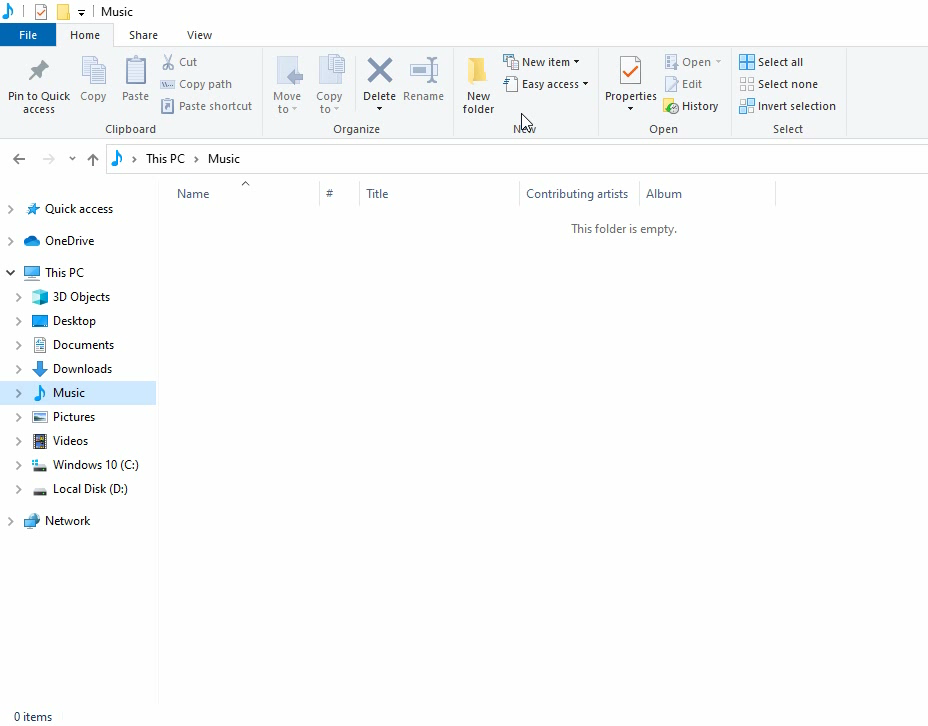 Music
File Home Share View
Pin to Quick access
Copy
Paste
Cut
Copy path
Paste shortcut
Clipboard
Move to
Copy to
Delete
Rename
Organize
New folder
New item
Easy access
New
Properties
Open
Edit
History
Open
Select all
Select none
Invert selection
Select
This PC Music
Name # Title Contributing artists Album
This folder is empty.
Quick access
OneDrive
This PC
3D Objects
Desktop
Documents
Downloads
Music
Pictures
Videos
Windows 10 (C:)
Local Disk (D:)
Network
0 items